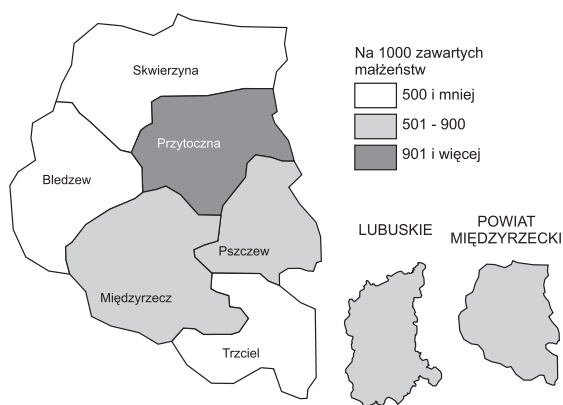 Skwierzyna
Przytoczna
Bledzew
Pszczew
Międzyrzecz
Trzciel
Na 1000 zawartych
małżeństw
500 i mniej
501 - 900
901 i więcej
LUBUSKIE
POWIAT
MIĘDZYRZECKI